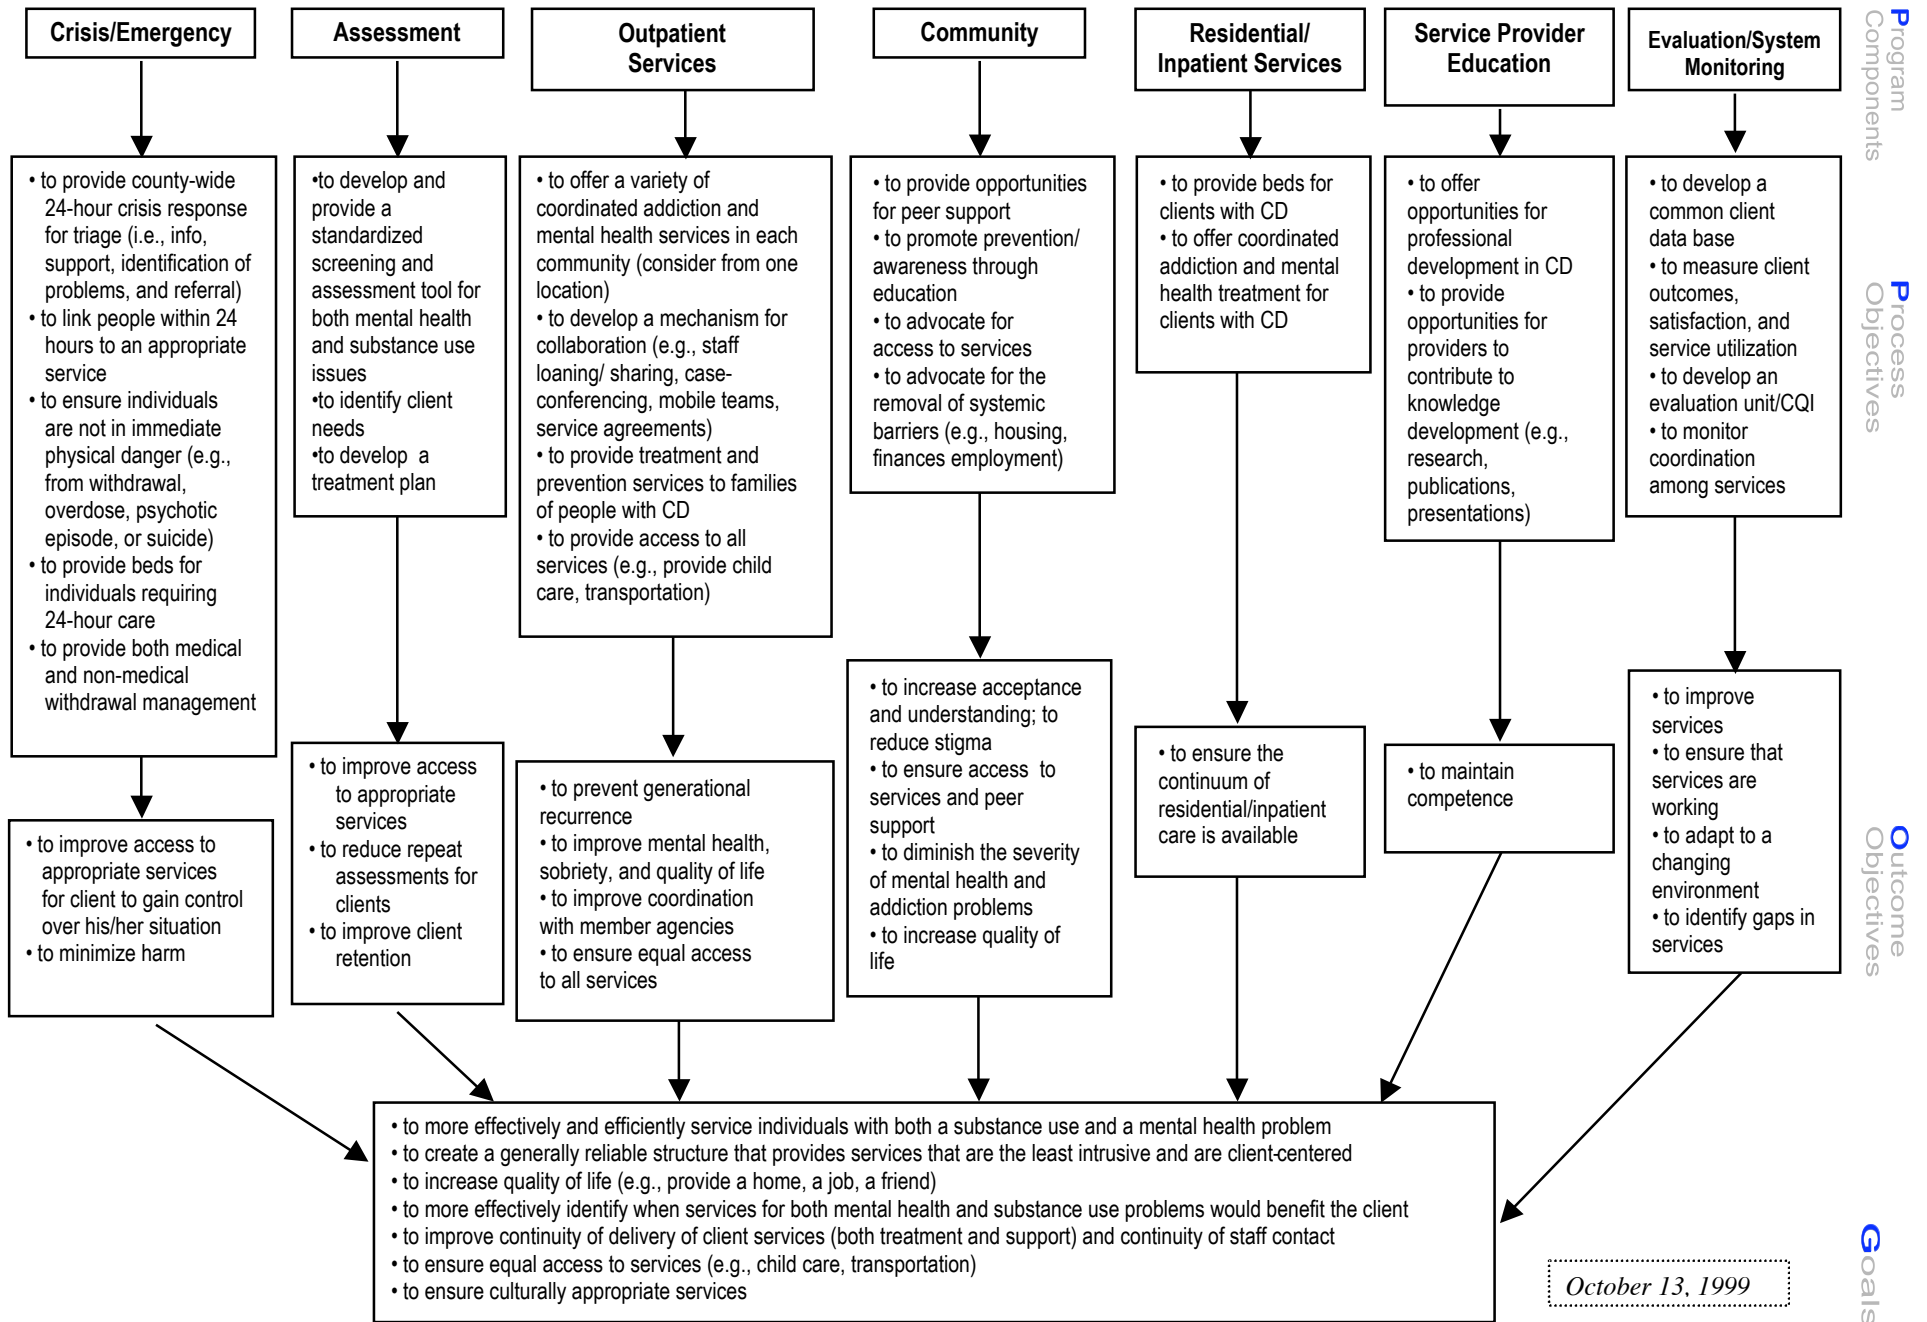 Crisis/Emergency
Assessment
Outpatient
Services
Community
Residential/
Inpatient Services
Service Provider
Education
Evaluation/System
Monitoring
Program
Components
• to provide county-wide
24-hour crisis response
for triage (i.e., info,
support, identification of
problems, and referral)
• to link people within 24
hours to an appropriate
service
• to ensure individuals
are not in immediate
physical danger (e.g.,
from withdrawal,
overdose, psychotic
episode, or suicide)
• to provide beds for
individuals requiring
24-hour care
• to provide both medical
and non-medical
withdrawal management
•to develop and
provide a
standardized
screening and
assessment tool for
both mental health
and substance use
issues
•to identify client
needs
•to develop a
treatment plan
• to offer a variety of
coordinated addiction and
mental health services in each
community (consider from one
location)
• to develop a mechanism for
collaboration (e.g., staff
loaning/ sharing, case-
conferencing, mobile teams,
service agreements)
• to provide treatment and
prevention services to families
of people with CD
• to provide access to all
services (e.g., provide child
care, transportation)
• to provide opportunities
for peer support
• to promote prevention/
awareness through
education
• to advocate for
access to services
• to advocate for the
removal of systemic
barriers (e.g., housing,
finances employment)
• to provide beds for
clients with CD
• to offer coordinated
addiction and mental
health treatment for
clients with CD
• to offer
opportunities for
professional
development in CD
• to provide
opportunities for
providers to
contribute to
knowledge
development (e.g.,
research,
publications,
presentations)
• to develop a
common client
data base
• to measure client
outcomes,
satisfaction, and
service utilization
• to develop an
evaluation unit/CQI
• to monitor
coordination
among services
Process
Objectives
• to improve access to
appropriate services
for client to gain control
over his/her situation
• to minimize harm
• to improve access
to appropriate
services
• to reduce repeat
assessments for
clients
• to improve client
retention
• to prevent generational
recurrence
• to improve mental health,
sobriety, and quality of life
• to improve coordination
with member agencies
• to ensure equal access
to all services
• to increase acceptance
and understanding; to
reduce stigma
• to ensure access to
services and peer
support
• to diminish the severity
of mental health and
addiction problems
• to increase quality of
life
• to ensure the
continuum of
residential/inpatient
care is available
• to maintain
competence
• to improve
services
• to ensure that
services are
working
• to adapt to a
changing
environment
• to identify gaps in
services
Outcome
Objectives
• to more effectively and efficiently service individuals with both a substance use and a mental health problem
• to create a generally reliable structure that provides services that are the least intrusive and are client-centered
• to increase quality of life (e.g., provide a home, a job, a friend)
• to more effectively identify when services for both mental health and substance use problems would benefit the client
• to improve continuity of delivery of client services (both treatment and support) and continuity of staff contact
• to ensure equal access to services (e.g., child care, transportation)
• to ensure culturally appropriate services
October 13, 1999
Goals